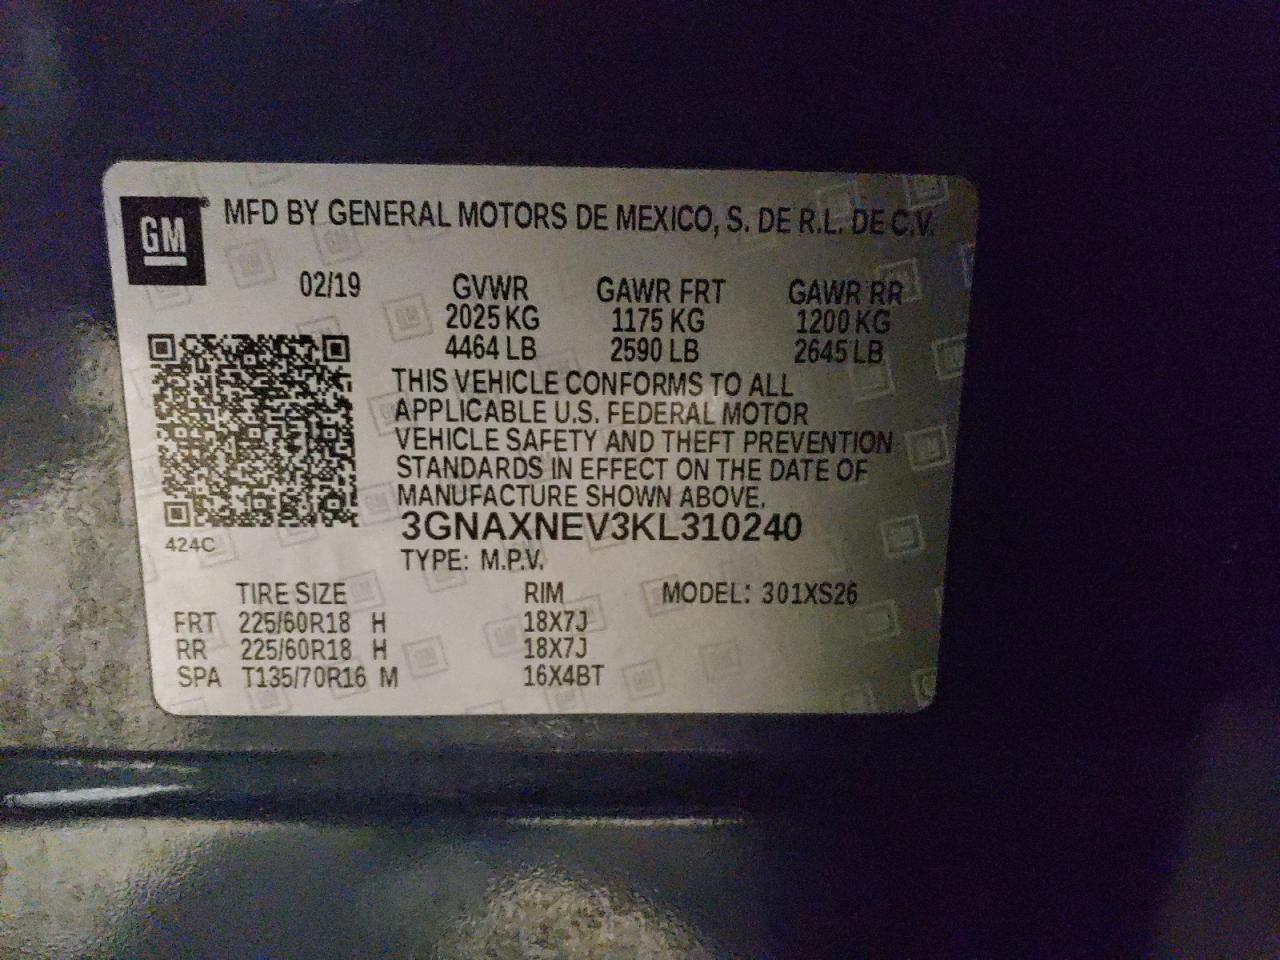 GM
MFD BY GENERAL MOTORS DE MEXICO, S. DE R.L. DE C.V.
02/19 GVWR GAWR FRT GAWR RR
2025 KG 1175 KG 1200 KG
4464 LB 2590 LB 2645 LB
THIS VEHICLE CONFORMS TO ALL
APPLICABLE U.S. FEDERAL MOTOR
VEHICLE SAFETY AND THEFT PREVENTION
STANDARDS IN EFFECT ON THE DATE OF
MANUFACTURE SHOWN ABOVE.
3GNAXNEV3KL310240
424C
TYPE: M.P.V.
TIRE SIZE RIM MODEL: 301XS26
FRT 225/60R18 H 18X7J
RR 225/60R18 H 18X7J
SPA T135/70R16 M 16X4BT